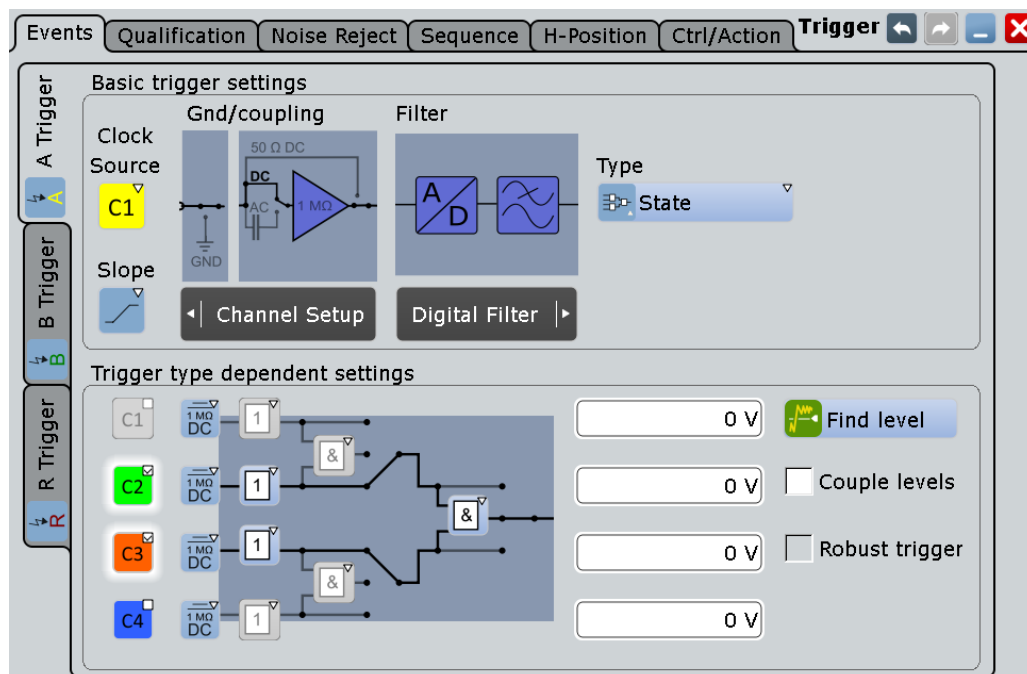 Events Qualification Noise Reject Sequence H-Position Ctrl/Action Trigger
A Trigger
A
B Trigger
B
R Trigger
R
Basic trigger settings
Clock
Source
C1
Slope
Gnd/coupling
50 Ω DC
DC
AC
1 MΩ
GND
Channel Setup
Filter
A
D
Digital Filter
Type
State
Trigger type dependent settings
C1 1 MΩ DC 1 0 V Find level
&
C2 1 MΩ DC 1 0 V Couple levels
&
C3 1 MΩ DC 1 0 V Robust trigger
&
C4 1 MΩ DC 1 0 V